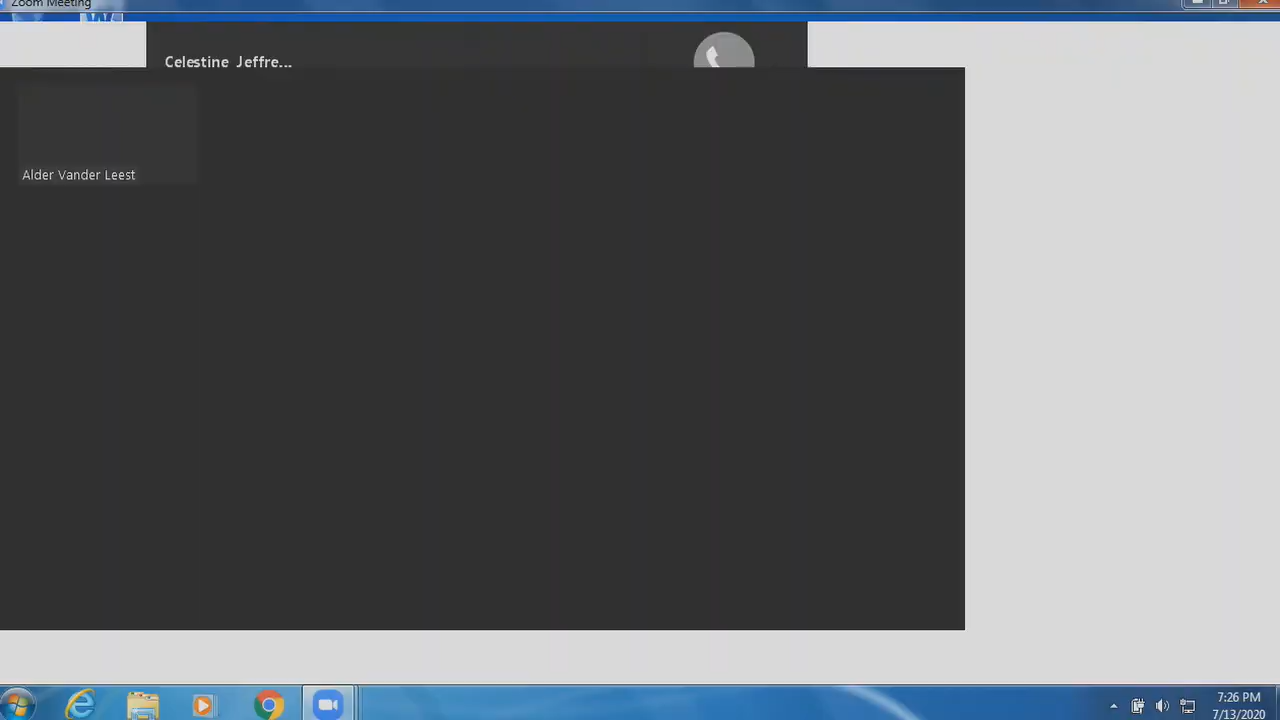 Zoom Meeting
Celestine Jeffre...
Alder Vander Leest
7:26 PM
7/13/2020